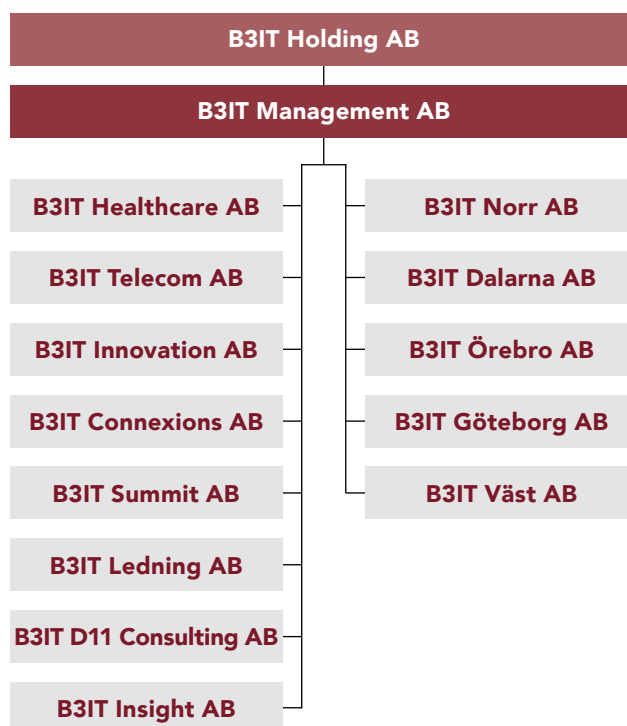 B3IT Holding AB
B3IT Management AB
B3IT Healthcare AB
B3IT Telecom AB
B3IT Innovation AB
B3IT Connexions AB
B3IT Summit AB
B3IT Ledning AB
B3IT D11 Consulting AB
B3IT Insight AB
B3IT Norr AB
B3IT Dalarna AB
B3IT Örebro AB
B3IT Göteborg AB
B3IT Väst AB